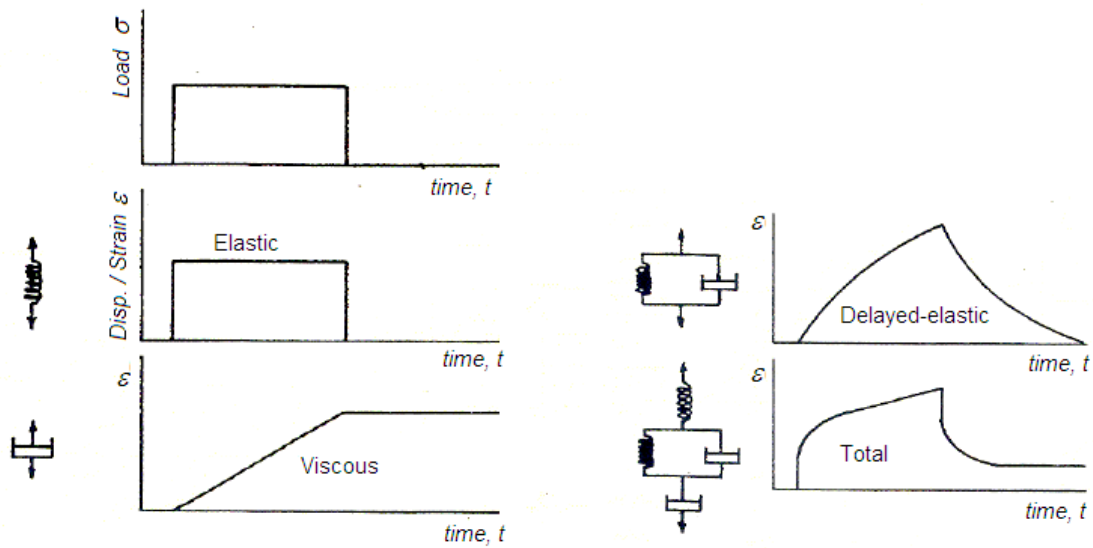 Load σ
time, t
Disp. / Strain ε
Elastic
time, t
ε
Viscous
time, t
ε
Delayed-elastic
time, t
ε
Total
time, t